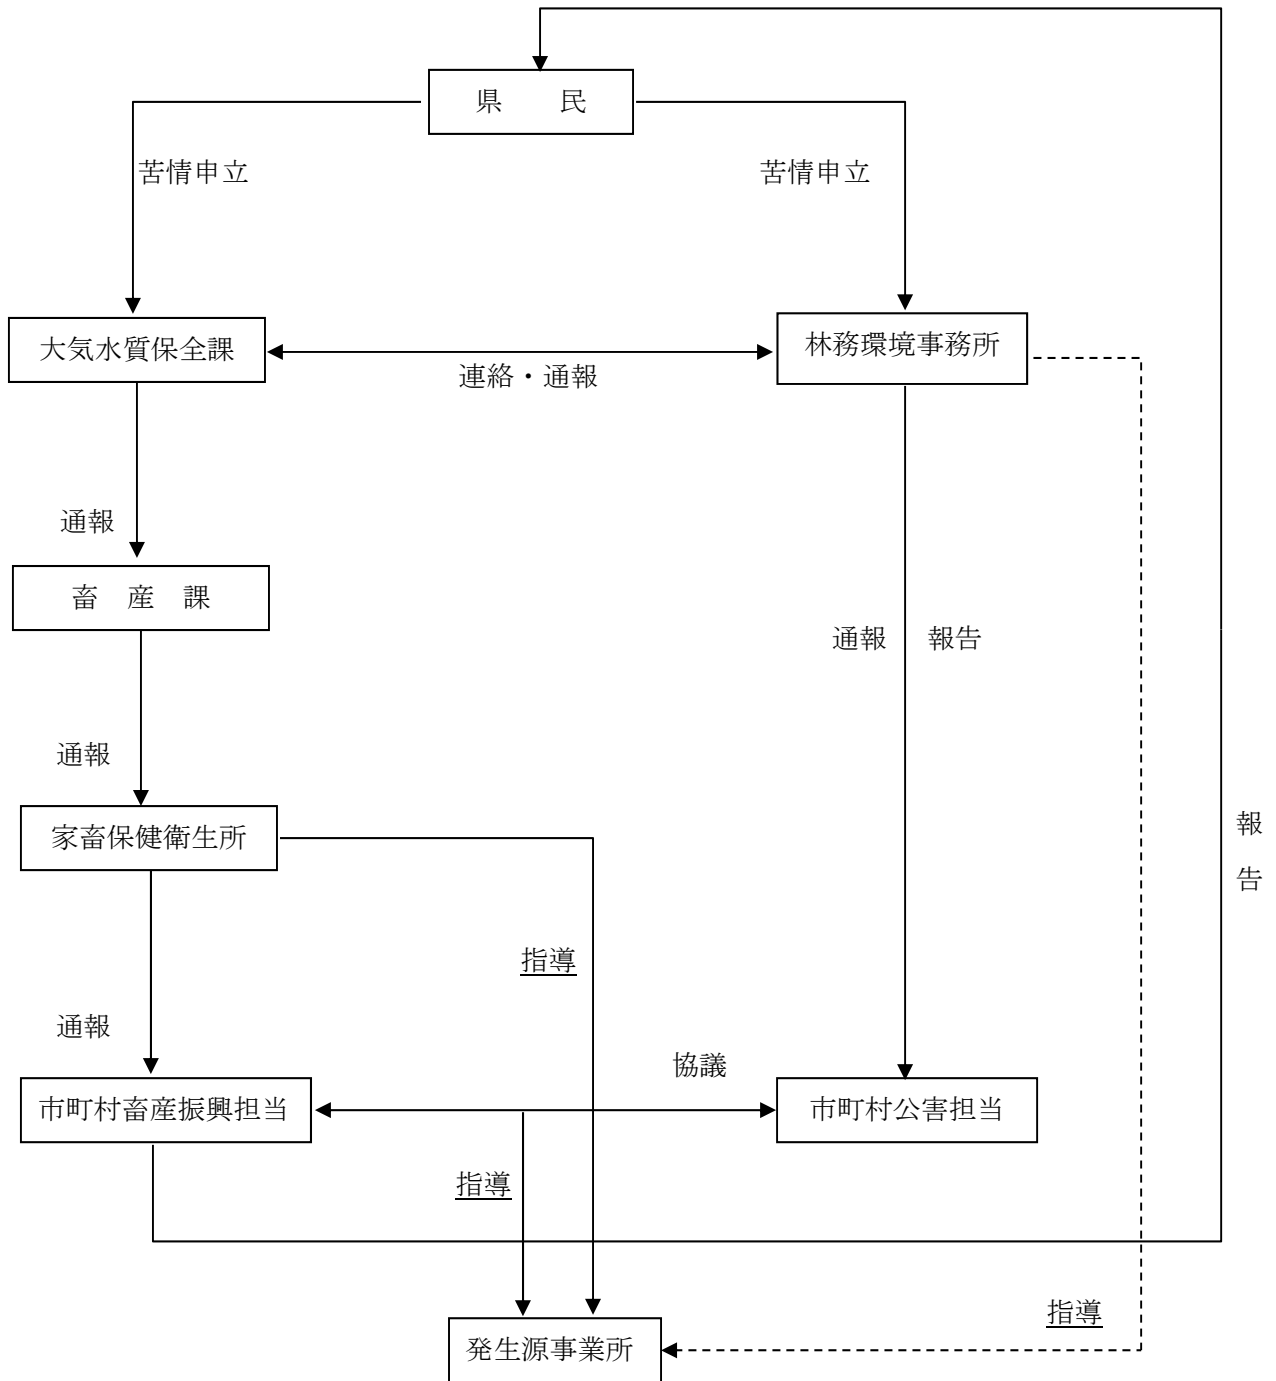 県　　民
苦情申立
苦情申立
大気水質保全課
林務環境事務所
連絡・通報
通報
畜　産　課
通報　報告
通報
家畜保健衛生所
報
告
指導
通報
協議
市町村畜産振興担当
市町村公害担当
指導
指導
発生源事業所